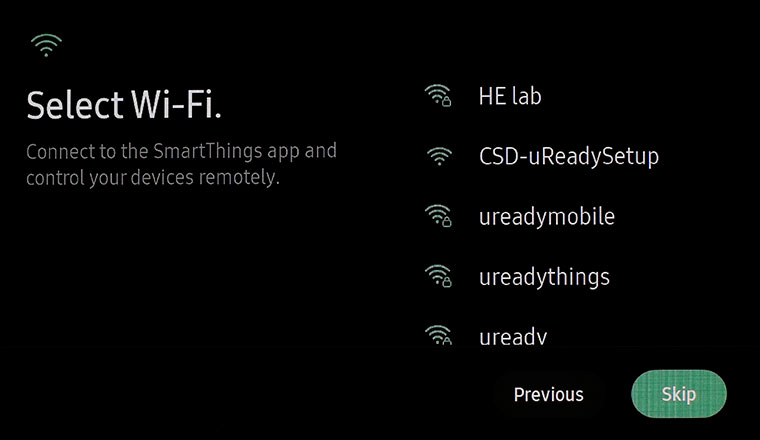 Select Wi-Fi.
Connect to the SmartThings app and
control your devices remotely.
HE lab
CSD-uReadySetup
ureadymobile
ureadythings
uready
Previous
Skip